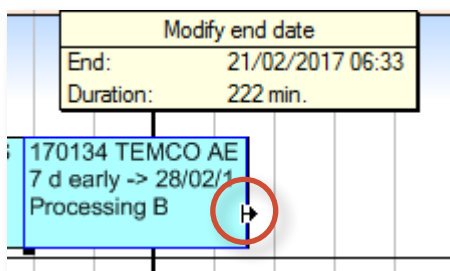 Modify end date
End: 21/02/2017 06:33
Duration: 222 min.
170134 TEMCO AE
7 d early -> 28/02/1
Processing B